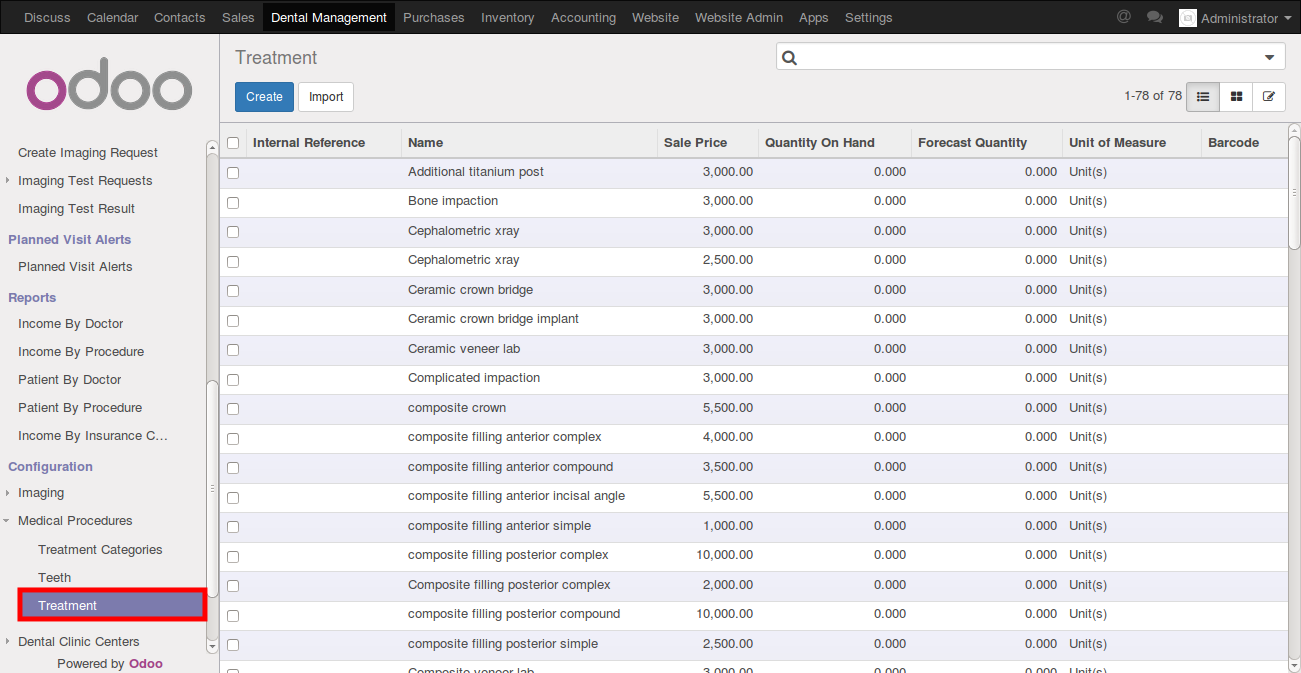 Discuss Calendar Contacts Sales Dental Management Purchases Inventory Accounting Website Website Admin Apps Settings @ Administrator
odoo
Create Imaging Request
Imaging Test Requests
Imaging Test Result
Planned Visit Alerts
Planned Visit Alerts
Reports
Income By Doctor
Income By Procedure
Patient By Doctor
Patient By Procedure
Income By Insurance C...
Configuration
Imaging
Medical Procedures
Treatment Categories
Teeth
Treatment
Dental Clinic Centers
Powered by Odoo
Treatment
Create Import 1-78 of 78
Internal Reference Name Sale Price Quantity On Hand Forecast Quantity Unit of Measure Barcode
Additional titanium post 3,000.00 0.000 0.000 Unit(s)
Bone impaction 3,000.00 0.000 0.000 Unit(s)
Cephalometric xray 3,000.00 0.000 0.000 Unit(s)
Cephalometric xray 2,500.00 0.000 0.000 Unit(s)
Ceramic crown bridge 3,000.00 0.000 0.000 Unit(s)
Ceramic crown bridge implant 3,000.00 0.000 0.000 Unit(s)
Ceramic veneer lab 3,000.00 0.000 0.000 Unit(s)
Complicated impaction 3,000.00 0.000 0.000 Unit(s)
composite crown 5,500.00 0.000 0.000 Unit(s)
composite filling anterior complex 4,000.00 0.000 0.000 Unit(s)
composite filling anterior compound 3,500.00 0.000 0.000 Unit(s)
composite filling anterior incisal angle 5,500.00 0.000 0.000 Unit(s)
composite filling anterior simple 1,000.00 0.000 0.000 Unit(s)
composite filling posterior complex 10,000.00 0.000 0.000 Unit(s)
Composite filling posterior complex 2,000.00 0.000 0.000 Unit(s)
composite filling posterior compound 10,000.00 0.000 0.000 Unit(s)
composite filling posterior simple 2,500.00 0.000 0.000 Unit(s)
Composite veneer lab 3,000.00 0.000 0.000 Unit(s)